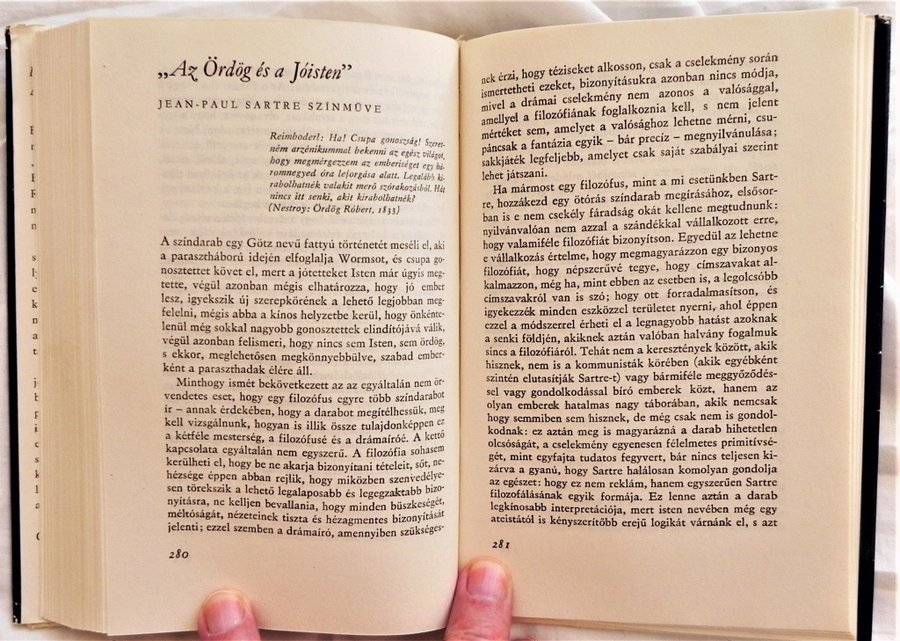 „Az Ördög és a Jóisten”
JEAN-PAUL SARTRE SZÍNMŰVE
Reimboderl: Ha! Csupa gonoszság! Szeret-
ném arzénikummal bekenni az egész világot,
hogy megmérgezzem az emberiséget egy há-
romnegyed óra leforgása alatt. Legalább ki-
rabolhatnék valakit merő szórakozásból. Hát
nincs itt senki, akit kirabolhatnék?
(Nestroy: Ördög Róbert, 1833)
A színdarab egy Götz nevű fattyú történetét meséli el, aki
a parasztháború idején elfoglalja Wormsot, és csupa go-
nosztettet követ el, mert a jótetteket Isten már úgyis meg-
tette, végül azonban mégis elhatározza, hogy jó ember
lesz, igyekszik új szerepkörének a lehető legjobban meg-
felelni, mégis abba a kínos helyzetbe kerül, hogy önkénte-
lenül még sokkal nagyobb gonosztettek elindítójává válik,
végül azonban felismeri, hogy nincs sem Isten, sem ördög,
s ekkor, meglehetősen megkönnyebbülve, szabad ember-
ként a paraszthadak élére áll.
Minthogy ismét bekövetkezett az az egyáltalán nem ör-
vendetes eset, hogy egy filozófus egyre több színdarabot
ír – annak érdekében, hogy a darabot megítélhessük, meg
kell vizsgálnunk, hogyan is illik össze tulajdonképpen ez
a kétféle mesterség, a filozófusé és a drámaíróé. A kettő
kapcsolata egyáltalán nem egyszerű. A filozófia sohasem
kerülheti el, hogy be ne akarja bizonyítani tételeit, sőt, ne-
hézsége éppen abban rejlik, hogy miközben szenvedélye-
sen törekszik a lehető legalaposabb és legegzaktabb bizo-
nyításra, ne kelljen bevallania, hogy minden büszkeségét,
méltóságát, nézeteinek tiszta és hézagmentes bizonyítását
jelenti; ezzel szemben a drámaíró, amennyiben szükséges-
280
nek érzi, hogy téziseket alkosson, csak a cselekmény során
ismertetheti ezeket, bizonyításukra azonban nincs módja,
mivel a drámai cselekmény nem azonos a valósággal,
amellyel a filozófiának foglalkoznia kell, s nem jelent
mértéket sem, amelyet a valósághoz lehetne mérni, csu-
páncsak a fantázia egyik – bár precíz – megnyilvánulása;
sakkjáték legfeljebb, amelyet csak saját szabályai szerint
lehet játszani.
Ha mármost egy filozófus, mint a mi esetünkben Sart-
re, hozzákezd egy ötórás színdarab megírásához, elsősor-
ban is e nem csekély fáradság okát kellene megtudnunk:
nyilvánvalóan nem azzal a szándékkal vállalkozott erre,
hogy valamiféle filozófiát bizonyítson. Egyedül az lehetne
e vállalkozás értelme, hogy megmagyarázzon egy bizonyos
filozófiát, hogy népszerűvé tegye, hogy címszavakat al-
kalmazzon, még ha, mint ebben az esetben is, a legolcsóbb
címszavakról van is szó; hogy ott forradalmasítson, és
igyekezzék minden eszközzel területet nyerni, ahol éppen
ezzel a módszerrel érheti el a legnagyobb hatást azoknak
a senki földjén, akiknek aztán valóban halvány fogalmuk
sincs a filozófiáról. Tehát nem a keresztények között, akik
hisznek, nem is a kommunisták körében (akik egyébként
szintén elutasítják Sartre-t) vagy bármiféle meggyőződés-
sel vagy gondolkodással bíró emberek közt, hanem az
olyan emberek hatalmas nagy táborában, akik nemcsak
hogy semmiben sem hisznek, de még csak nem is gondol-
kodnak: ez aztán meg is magyarázná a darab hihetetlen
olcsóságát, a cselekmény egyenesen félelmetes primitívsé-
gét, mint egyfajta tudatos fegyvert, bár nincs teljesen ki-
zárva a gyanú, hogy Sartre halálosan komolyan gondolja
az egészet: hogy ez nem reklám, hanem egyszerűen Sartre
filozofálásának egyik formája. Ez lenne aztán a darab
legkínosabb interpretációja, mert isten nevében még egy
ateistától is kényszerítőbb erejű logikát várnánk el, s azt
281